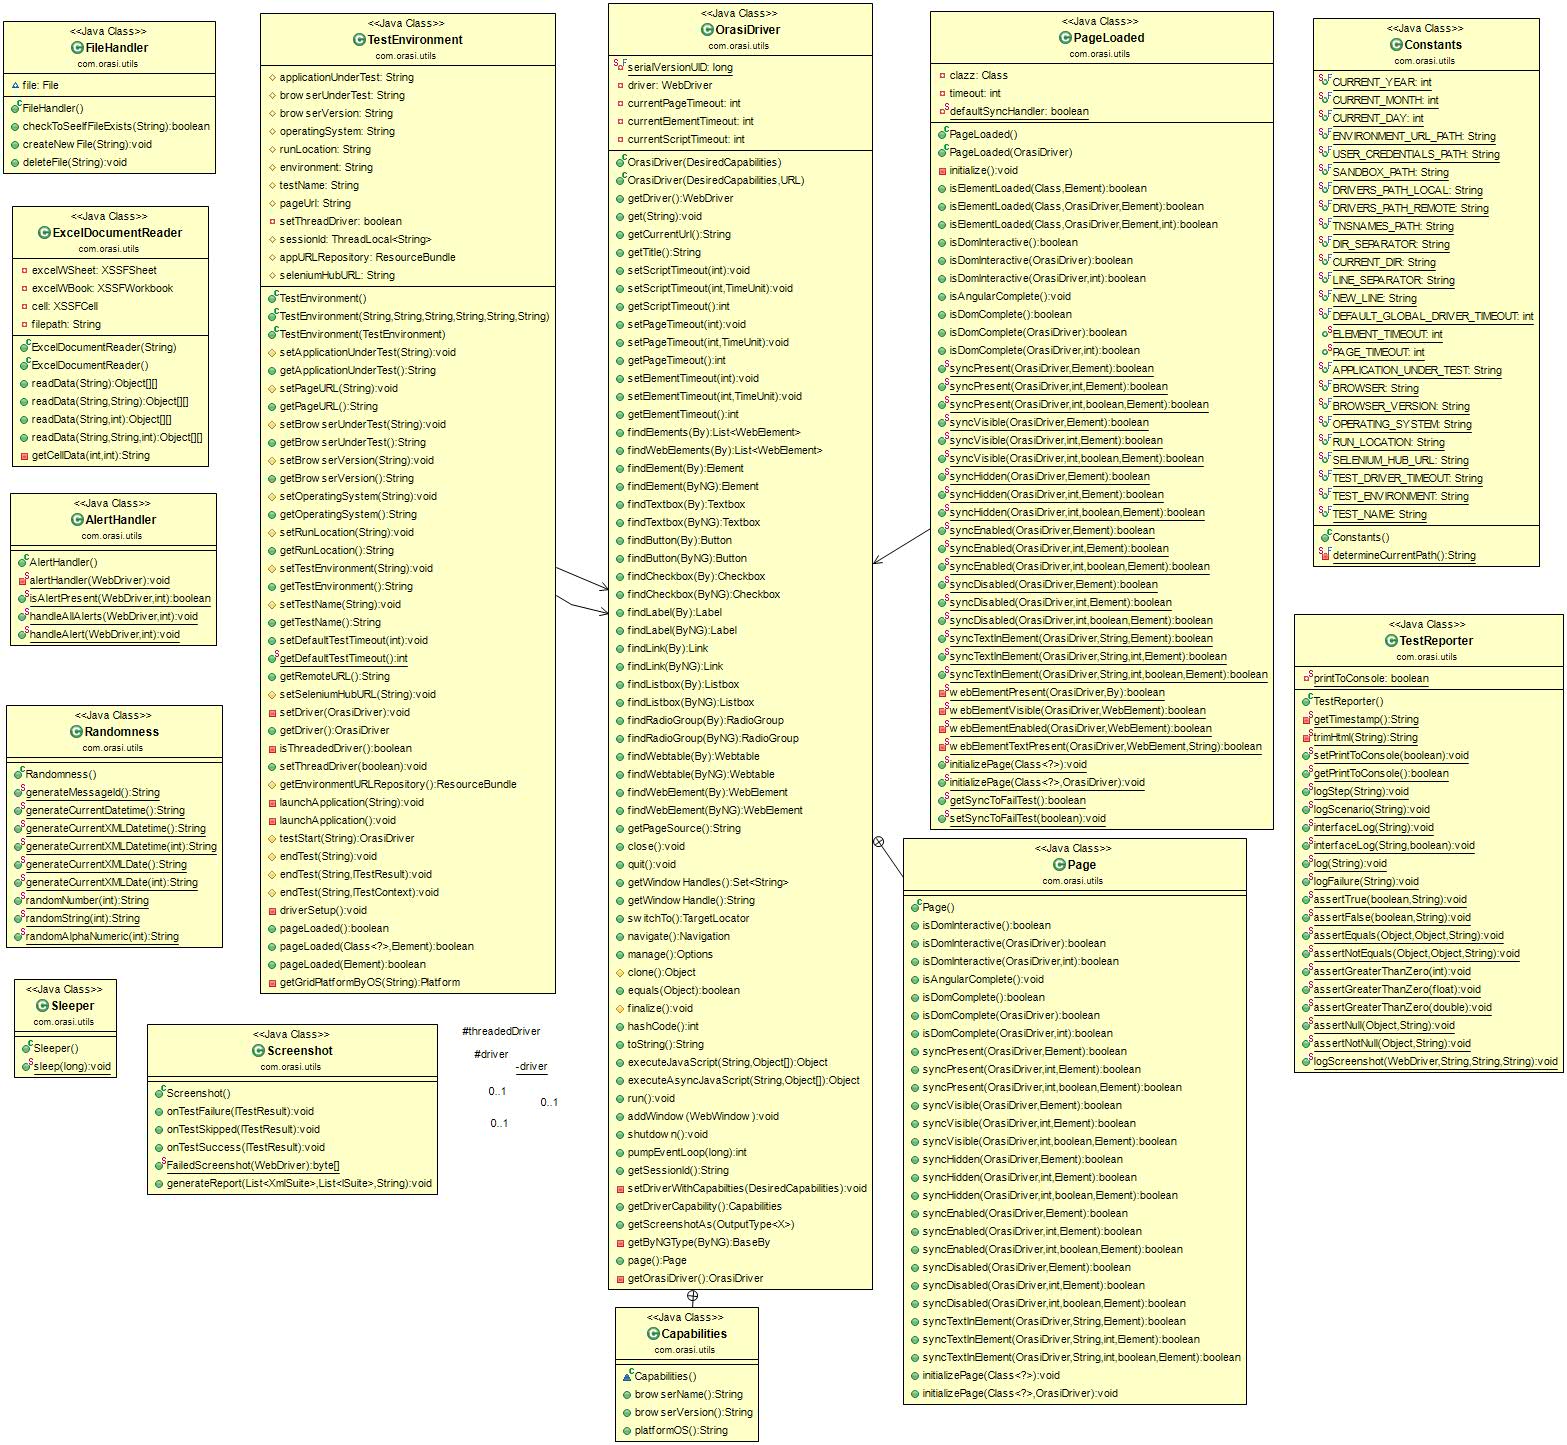 <<Java Class>>
FileHandler
com.orasi.utils
file: File
FileHandler()
checkToSeeIfFileExists(String):boolean
createNewFile(String):void
deleteFile(String):void
<<Java Class>>
ExcelDocumentReader
com.orasi.utils
excelWSheet: XSSFSheet
excelWBook: XSSFWorkbook
cell: XSSFCell
filepath: String
ExcelDocumentReader(String)
ExcelDocumentReader()
readData(String):Object[][]
readData(String,String):Object[][]
readData(String,int):Object[][]
readData(String,String,int):Object[][]
getCellData(int,int):String
<<Java Class>>
AlertHandler
com.orasi.utils
AlertHandler()
alertHandler(WebDriver):void
isAlertPresent(WebDriver,int):boolean
handleAllAlerts(WebDriver,int):void
handleAlert(WebDriver,int):void
<<Java Class>>
Randomness
com.orasi.utils
Randomness()
generateMessageId():String
generateCurrentDatetime():String
generateCurrentXMLDatetime():String
generateCurrentXMLDatetime(int):String
generateCurrentXMLDate():String
generateCurrentXMLDate(int):String
randomNumber(int):String
randomString(int):String
randomAlphaNumeric(int):String
<<Java Class>>
Sleeper
com.orasi.utils
Sleeper()
sleep(long):void
<<Java Class>>
TestEnvironment
com.orasi.utils
applicationUnderTest: String
browserUnderTest: String
browserVersion: String
operatingSystem: String
runLocation: String
environment: String
testName: String
pageUrl: String
setThreadDriver: boolean
sessionId: ThreadLocal<String>
appURLRepository: ResourceBundle
seleniumHubURL: String
TestEnvironment()
TestEnvironment(String,String,String,String,String,String)
TestEnvironment(TestEnvironment)
setApplicationUnderTest(String):void
getApplicationUnderTest():String
setPageURL(String):void
getPageURL():String
setBrowserUnderTest(String):void
getBrowserUnderTest():String
setBrowserVersion(String):void
getBrowserVersion():String
setOperatingSystem(String):void
getOperatingSystem():String
setRunLocation(String):void
getRunLocation():String
setTestEnvironment(String):void
getTestEnvironment():String
setTestName(String):void
getTestName():String
setDefaultTestTimeout(int):void
getDefaultTestTimeout():int
getRemoteURL():String
setSeleniumHubURL(String):void
setDriver(OrasiDriver):void
getDriver():OrasiDriver
isThreadedDriver():boolean
setThreadDriver(boolean):void
getEnvironmentURLRepository():ResourceBundle
launchApplication(String):void
launchApplication():void
testStart(String):OrasiDriver
endTest(String):void
endTest(String,ITestResult):void
endTest(String,ITestContext):void
driverSetup():void
pageLoaded():boolean
pageLoaded(Class<?>,Element):boolean
pageLoaded(Element):boolean
getGridPlatformByOS(String):Platform
<<Java Class>>
Screenshot
com.orasi.utils
Screenshot()
onTestFailure(ITestResult):void
onTestSkipped(ITestResult):void
onTestSuccess(ITestResult):void
FailedScreenshot(WebDriver):byte[]
generateReport(List<XmlSuite>,List<ISuite>,String):void
#threadedDriver
#driver
-driver
0..1
0..1
0..1
<<Java Class>>
OrasiDriver
com.orasi.utils
serialVersionUID: long
driver: WebDriver
currentPageTimeout: int
currentElementTimeout: int
currentScriptTimeout: int
OrasiDriver(DesiredCapabilities)
OrasiDriver(DesiredCapabilities,URL)
getDriver():WebDriver
get(String):void
getCurrentUrl():String
getTitle():String
setScriptTimeout(int):void
setScriptTimeout(int,TimeUnit):void
getScriptTimeout():int
setPageTimeout(int):void
setPageTimeout(int,TimeUnit):void
getPageTimeout():int
setElementTimeout(int):void
setElementTimeout(int,TimeUnit):void
getElementTimeout():int
findElements(By):List<WebElement>
findWebElements(By):List<WebElement>
findElement(By):Element
findElement(ByNG):Element
findTextbox(By):Textbox
findTextbox(ByNG):Textbox
findButton(By):Button
findButton(ByNG):Button
findCheckbox(By):Checkbox
findCheckbox(ByNG):Checkbox
findLabel(By):Label
findLabel(ByNG):Label
findLink(By):Link
findLink(ByNG):Link
findListbox(By):Listbox
findListbox(ByNG):Listbox
findRadioGroup(By):RadioGroup
findRadioGroup(ByNG):RadioGroup
findWebtable(By):Webtable
findWebtable(ByNG):Webtable
findWebElement(By):WebElement
findWebElement(ByNG):WebElement
getPageSource():String
close():void
quit():void
getWindowHandles():Set<String>
getWindowHandle():String
switchTo():TargetLocator
navigate():Navigation
manage():Options
clone():Object
equals(Object):boolean
finalize():void
hashCode():int
toString():String
executeJavaScript(String,Object[]):Object
executeAsyncJavaScript(String,Object[]):Object
run():void
addWindow(WebWindow):void
shutdown():void
pumpEventLoop(long):int
getSessionId():String
setDriverWithCapabilties(DesiredCapabilities):void
getDriverCapability():Capabilities
getScreenshotAs(OutputType<X>)
getByNGType(ByNG):BaseBy
page():Page
getOrasiDriver():OrasiDriver
<<Java Class>>
Capabilities
com.orasi.utils
Capabilities()
browserName():String
browserVersion():String
platformOS():String
<<Java Class>>
PageLoaded
com.orasi.utils
clazz: Class
timeout: int
defaultSyncHandler: boolean
PageLoaded()
PageLoaded(OrasiDriver)
initialize():void
isElementLoaded(Class,Element):boolean
isElementLoaded(Class,OrasiDriver,Element):boolean
isElementLoaded(Class,OrasiDriver,Element,int):boolean
isDomInteractive():boolean
isDomInteractive(OrasiDriver):boolean
isDomInteractive(OrasiDriver,int):boolean
isAngularComplete():void
isDomComplete():boolean
isDomComplete(OrasiDriver):boolean
isDomComplete(OrasiDriver,int):boolean
syncPresent(OrasiDriver,Element):boolean
syncPresent(OrasiDriver,int,Element):boolean
syncPresent(OrasiDriver,int,boolean,Element):boolean
syncVisible(OrasiDriver,Element):boolean
syncVisible(OrasiDriver,int,Element):boolean
syncVisible(OrasiDriver,int,boolean,Element):boolean
syncHidden(OrasiDriver,Element):boolean
syncHidden(OrasiDriver,int,Element):boolean
syncHidden(OrasiDriver,int,boolean,Element):boolean
syncEnabled(OrasiDriver,Element):boolean
syncEnabled(OrasiDriver,int,Element):boolean
syncEnabled(OrasiDriver,int,boolean,Element):boolean
syncDisabled(OrasiDriver,Element):boolean
syncDisabled(OrasiDriver,int,Element):boolean
syncDisabled(OrasiDriver,int,boolean,Element):boolean
syncTextInElement(OrasiDriver,String,Element):boolean
syncTextInElement(OrasiDriver,String,int,Element):boolean
syncTextInElement(OrasiDriver,String,int,boolean,Element):boolean
webElementPresent(OrasiDriver,By):boolean
webElementVisible(OrasiDriver,WebElement):boolean
webElementEnabled(OrasiDriver,WebElement):boolean
webElementTextPresent(OrasiDriver,WebElement,String):boolean
initializePage(Class<?>):void
initializePage(Class<?>,OrasiDriver):void
getSyncToFailTest():boolean
setSyncToFailTest(boolean):void
<<Java Class>>
Page
com.orasi.utils
Page()
isDomInteractive():boolean
isDomInteractive(OrasiDriver):boolean
isDomInteractive(OrasiDriver,int):boolean
isAngularComplete():void
isDomComplete():boolean
isDomComplete(OrasiDriver):boolean
isDomComplete(OrasiDriver,int):boolean
syncPresent(OrasiDriver,Element):boolean
syncPresent(OrasiDriver,int,Element):boolean
syncPresent(OrasiDriver,int,boolean,Element):boolean
syncVisible(OrasiDriver,Element):boolean
syncVisible(OrasiDriver,int,Element):boolean
syncVisible(OrasiDriver,int,boolean,Element):boolean
syncHidden(OrasiDriver,Element):boolean
syncHidden(OrasiDriver,int,Element):boolean
syncHidden(OrasiDriver,int,boolean,Element):boolean
syncEnabled(OrasiDriver,Element):boolean
syncEnabled(OrasiDriver,int,Element):boolean
syncEnabled(OrasiDriver,int,boolean,Element):boolean
syncDisabled(OrasiDriver,Element):boolean
syncDisabled(OrasiDriver,int,Element):boolean
syncDisabled(OrasiDriver,int,boolean,Element):boolean
syncTextInElement(OrasiDriver,String,Element):boolean
syncTextInElement(OrasiDriver,String,int,Element):boolean
syncTextInElement(OrasiDriver,String,int,boolean,Element):boolean
initializePage(Class<?>):void
initializePage(Class<?>,OrasiDriver):void
<<Java Class>>
Constants
com.orasi.utils
CURRENT_YEAR: int
CURRENT_MONTH: int
CURRENT_DAY: int
ENVIRONMENT_URL_PATH: String
USER_CREDENTIALS_PATH: String
SANDBOX_PATH: String
DRIVERS_PATH_LOCAL: String
DRIVERS_PATH_REMOTE: String
TNSNAMES_PATH: String
DIR_SEPARATOR: String
CURRENT_DIR: String
LINE_SEPARATOR: String
NEW_LINE: String
DEFAULT_GLOBAL_DRIVER_TIMEOUT: int
ELEMENT_TIMEOUT: int
PAGE_TIMEOUT: int
APPLICATION_UNDER_TEST: String
BROWSER: String
BROWSER_VERSION: String
OPERATING_SYSTEM: String
RUN_LOCATION: String
SELENIUM_HUB_URL: String
TEST_DRIVER_TIMEOUT: String
TEST_ENVIRONMENT: String
TEST_NAME: String
Constants()
determineCurrentPath():String
<<Java Class>>
TestReporter
com.orasi.utils
printToConsole: boolean
TestReporter()
getTimestamp():String
trimHtml(String):String
setPrintToConsole(boolean):void
getPrintToConsole():boolean
logStep(String):void
logScenario(String):void
interfaceLog(String):void
interfaceLog(String,boolean):void
log(String):void
logFailure(String):void
assertTrue(boolean,String):void
assertFalse(boolean,String):void
assertEquals(Object,Object,String):void
assertNotEquals(Object,Object,String):void
assertGreaterThanZero(int):void
assertGreaterThanZero(float):void
assertGreaterThanZero(double):void
assertNull(Object,String):void
assertNotNull(Object,String):void
logScreenshot(WebDriver,String,String,String):void